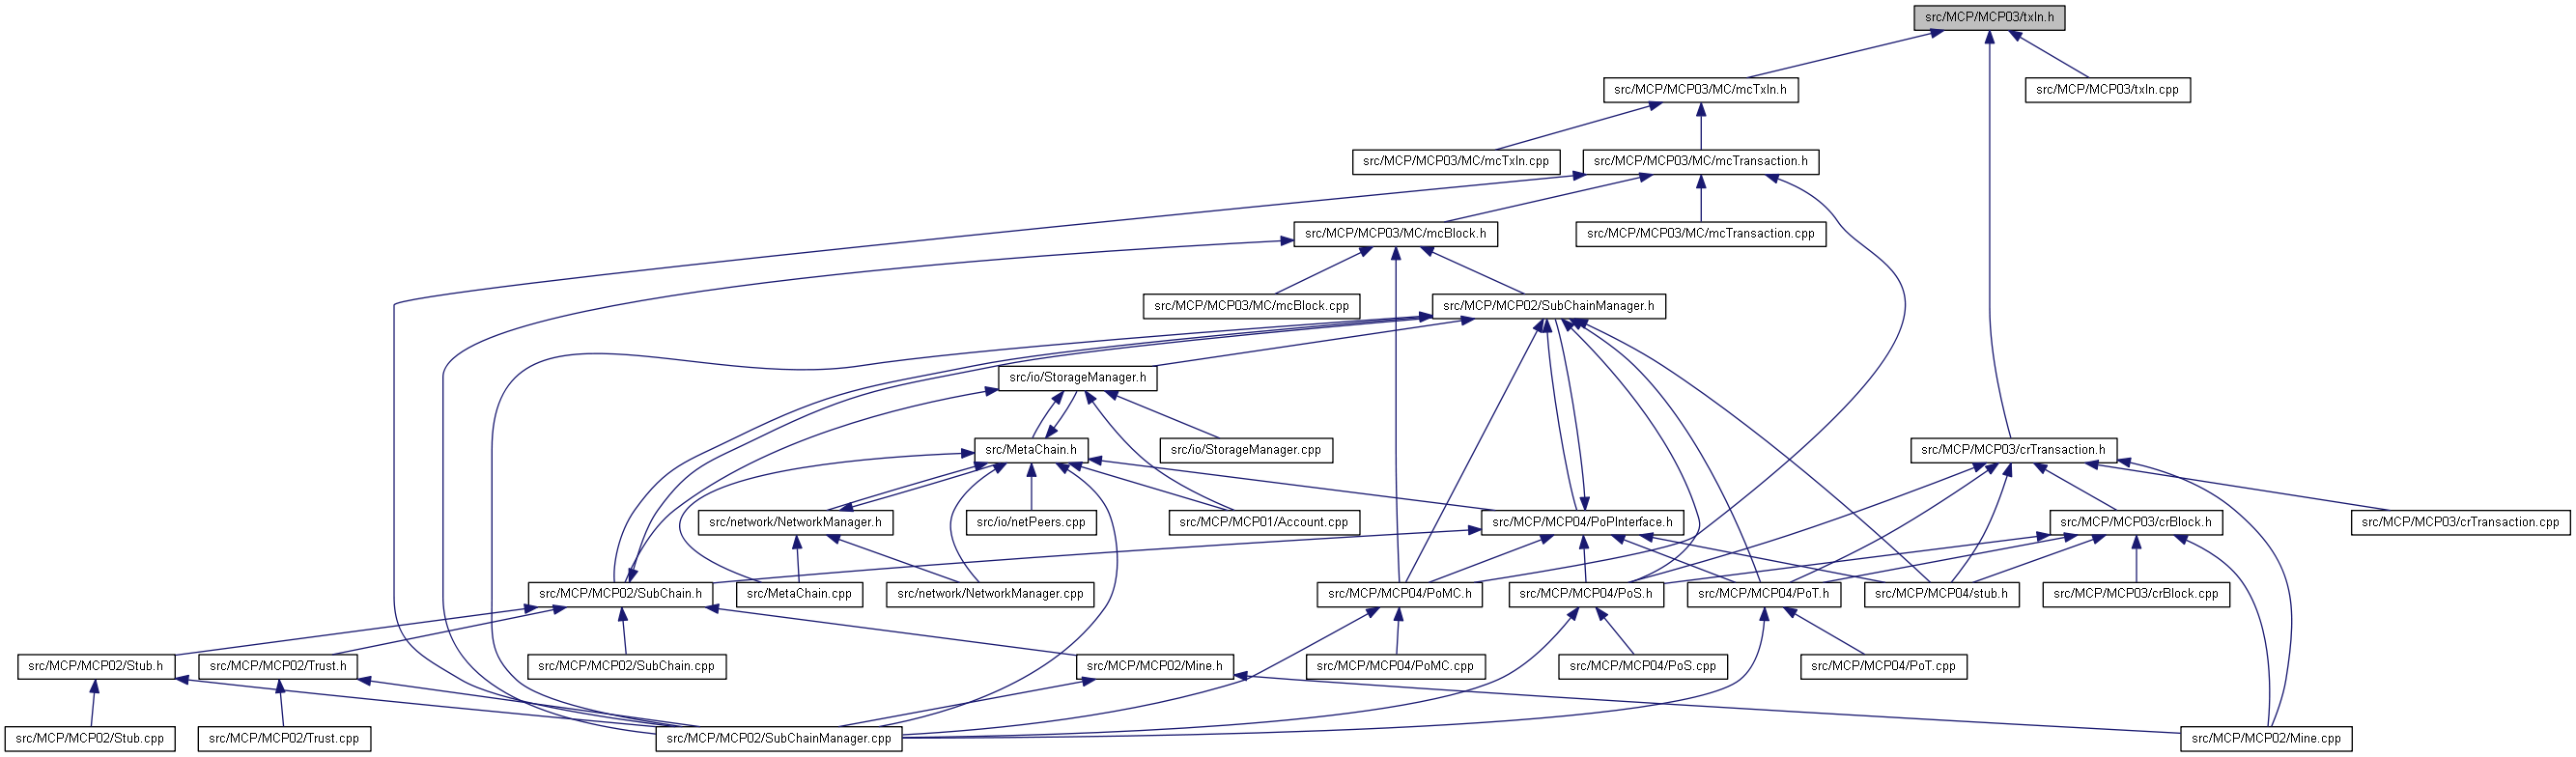 src/MCP/MCP03/txIn.h
src/MCP/MCP03/MC/mcTxIn.h
src/MCP/MCP03/txIn.cpp
src/MCP/MCP03/MC/mcTxIn.cpp
src/MCP/MCP03/MC/mcTransaction.h
src/MCP/MCP03/MC/mcBlock.h
src/MCP/MCP03/MC/mcTransaction.cpp
src/MCP/MCP03/MC/mcBlock.cpp
src/MCP/MCP02/SubChainManager.h
src/io/StorageManager.h
src/MetaChain.h
src/io/StorageManager.cpp
src/MCP/MCP03/crTransaction.h
src/network/NetworkManager.h
src/io/netPeers.cpp
src/MCP/MCP01/Account.cpp
src/MCP/MCP04/PoPInterface.h
src/MCP/MCP03/crBlock.h
src/MCP/MCP03/crTransaction.cpp
src/MCP/MCP02/SubChain.h
src/MetaChain.cpp
src/network/NetworkManager.cpp
src/MCP/MCP04/PoMC.h
src/MCP/MCP04/PoS.h
src/MCP/MCP04/PoT.h
src/MCP/MCP04/stub.h
src/MCP/MCP03/crBlock.cpp
src/MCP/MCP02/Stub.h
src/MCP/MCP02/Trust.h
src/MCP/MCP02/SubChain.cpp
src/MCP/MCP02/Mine.h
src/MCP/MCP04/PoMC.cpp
src/MCP/MCP04/PoS.cpp
src/MCP/MCP04/PoT.cpp
src/MCP/MCP02/Stub.cpp
src/MCP/MCP02/Trust.cpp
src/MCP/MCP02/SubChainManager.cpp
src/MCP/MCP02/Mine.cpp